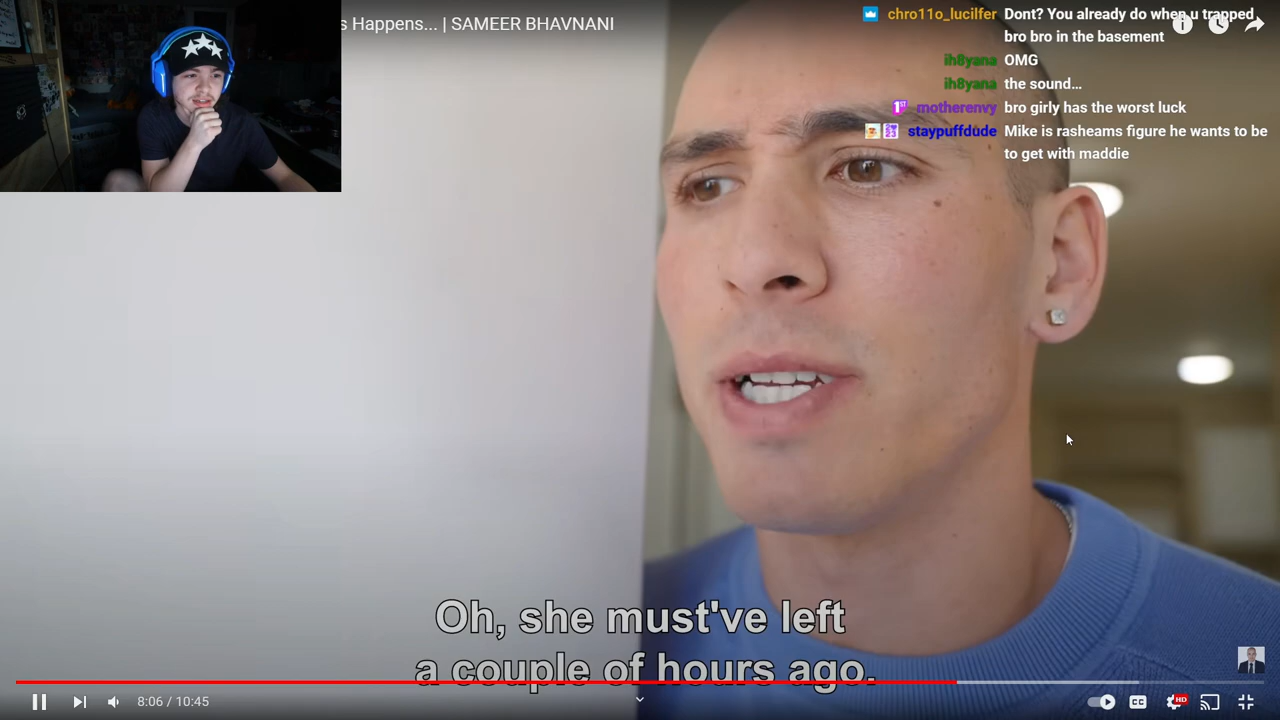 s Happens... | SAMEER BHAVNANI
chro11o_lucilfer Dont? You already do when u trapped
bro bro in the basement
ih8yana OMG
ih8yana the sound...
motherenvy bro girly has the worst luck
staypuffdude Mike is rasheams figure he wants to be
to get with maddie
Oh, she must've left
a couple of hours ago.
8:06 / 10:45
CC
HD